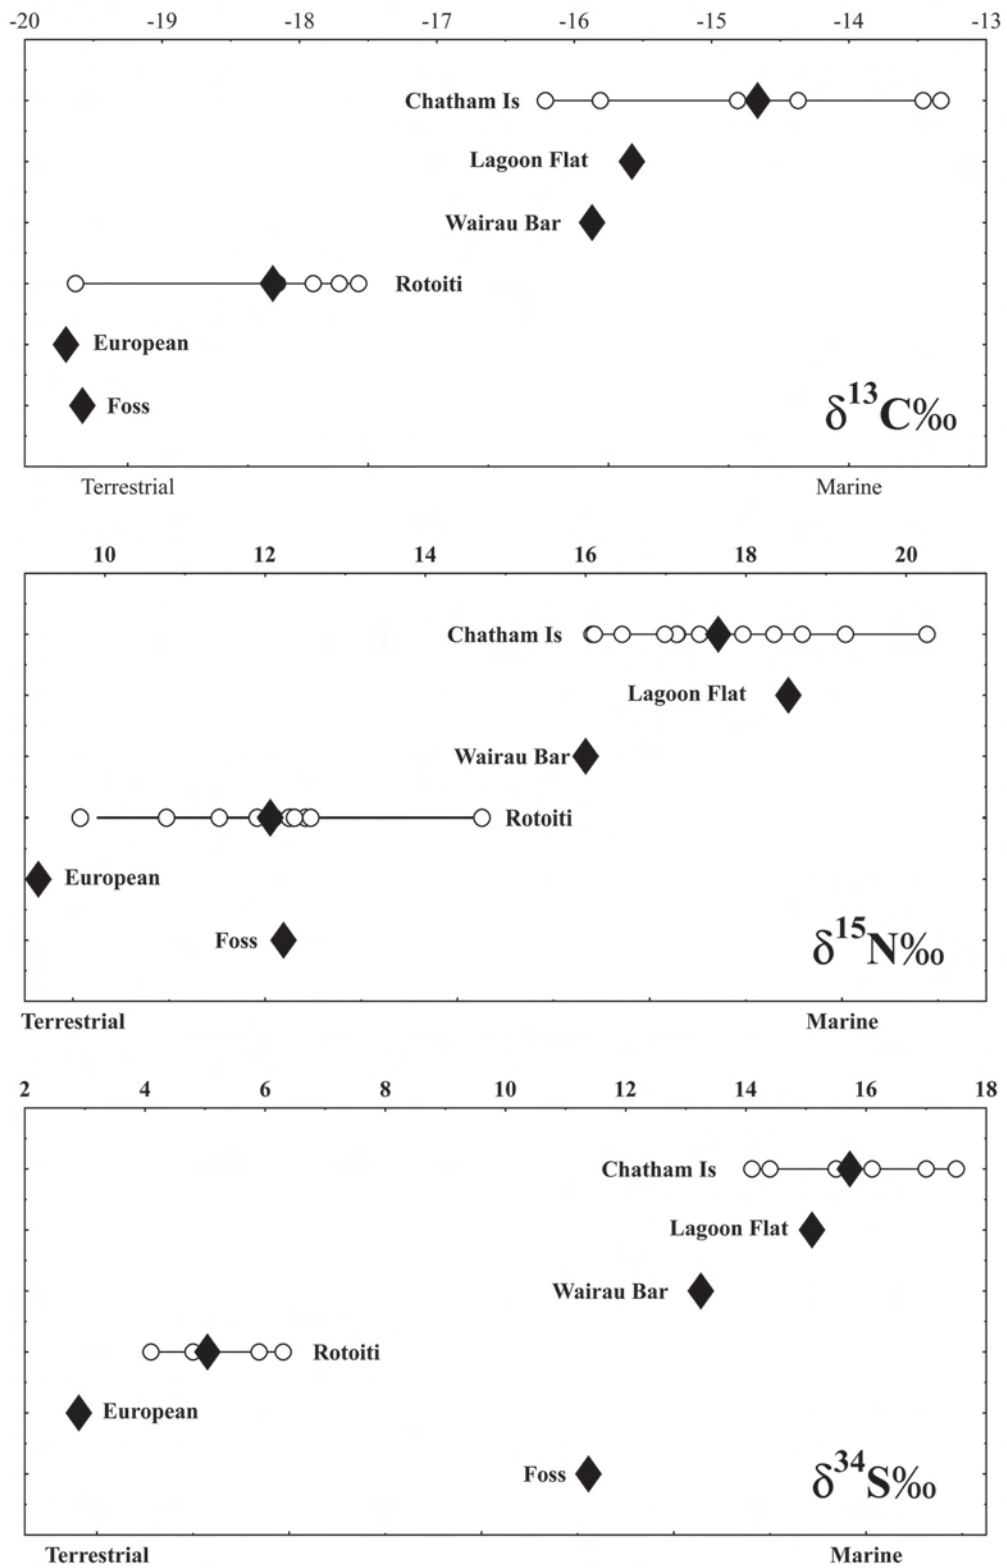 -20 -19 -18 -17 -16 -15 -14 -13
Chatham Is
Lagoon Flat
Wairau Bar
Rotoiti
European
Foss
δ¹³C‰
Terrestrial Marine
10 12 14 16 18 20
Chatham Is
Lagoon Flat
Wairau Bar
Rotoiti
European
Foss
δ¹⁵N‰
Terrestrial Marine
2 4 6 8 10 12 14 16 18
Chatham Is
Lagoon Flat
Wairau Bar
Rotoiti
European
Foss
δ³⁴S‰
Terrestrial Marine